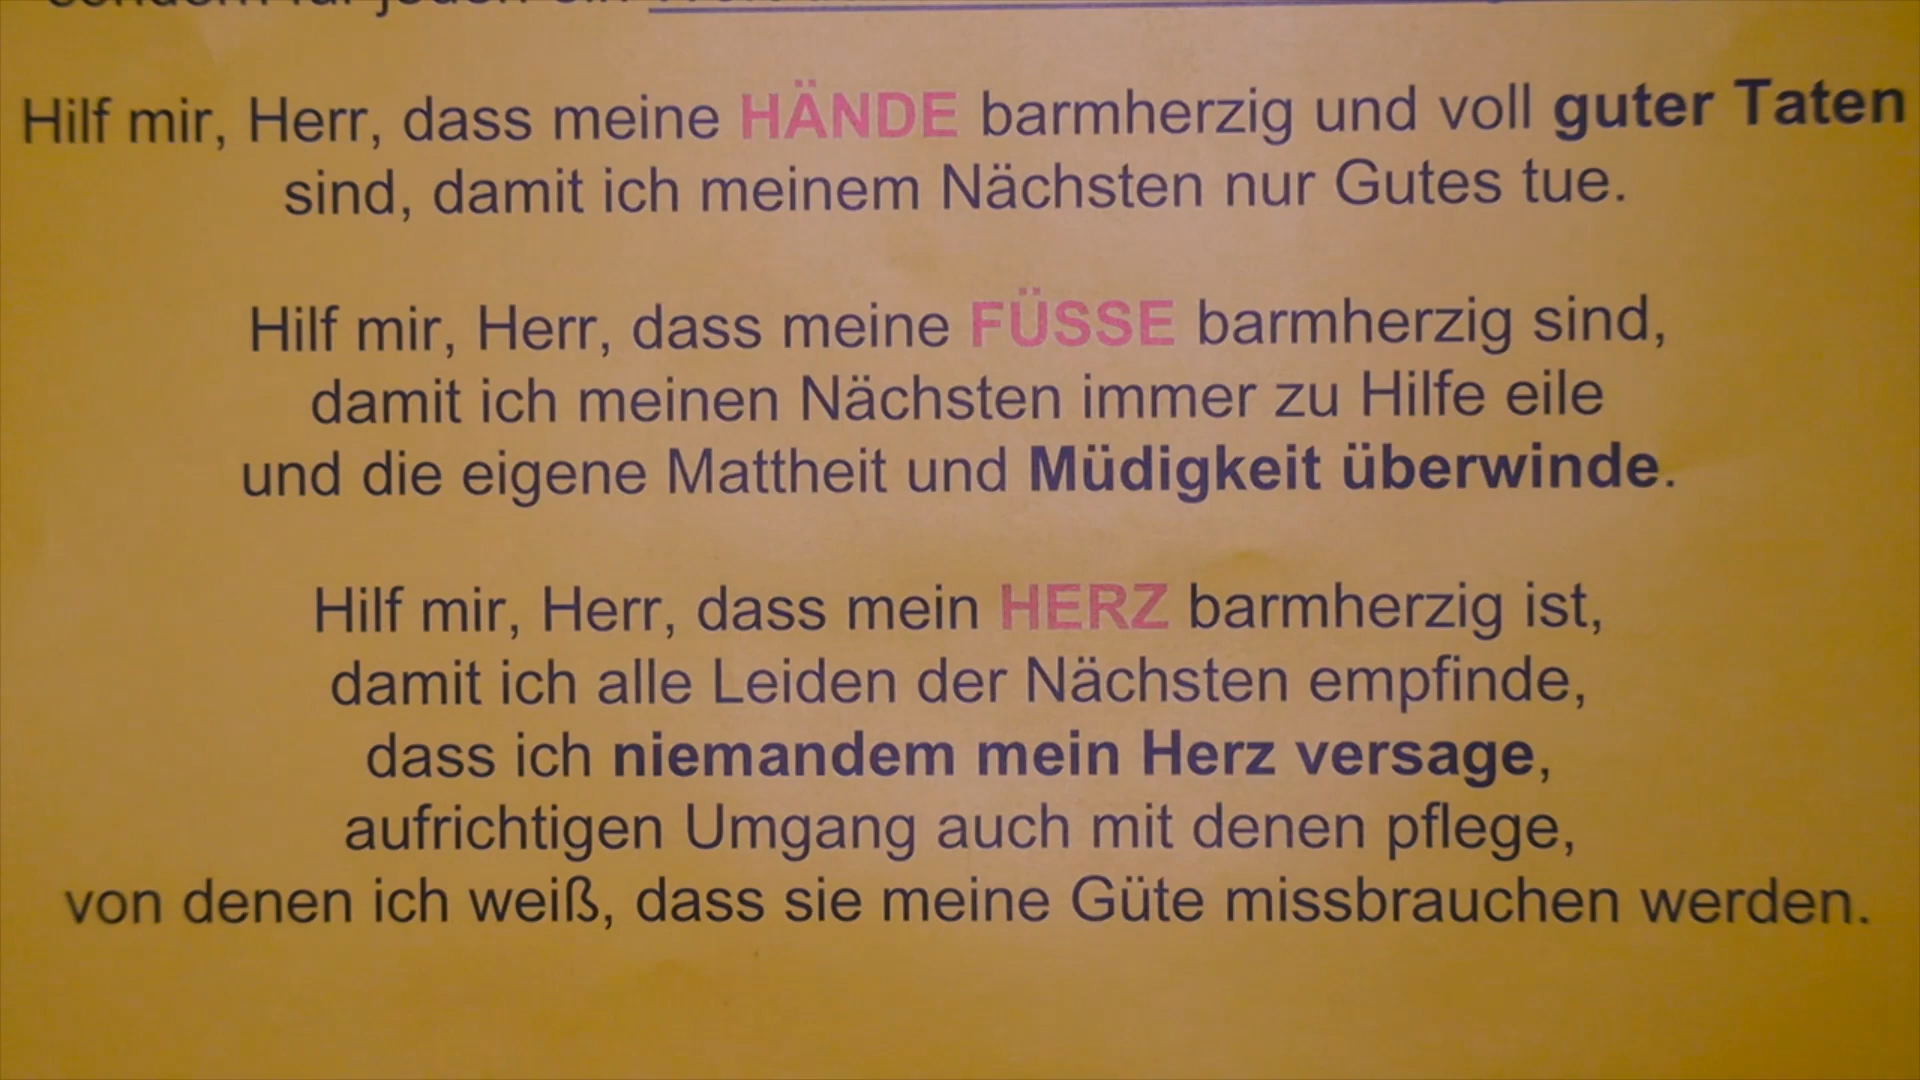 sondern für jeden ein
Hilf mir, Herr, dass meine HÄNDE barmherzig und voll guter Taten
sind, damit ich meinem Nächsten nur Gutes tue.
Hilf mir, Herr, dass meine FÜSSE barmherzig sind,
damit ich meinen Nächsten immer zu Hilfe eile
und die eigene Mattheit und Müdigkeit überwinde.
Hilf mir, Herr, dass mein HERZ barmherzig ist,
damit ich alle Leiden der Nächsten empfinde,
dass ich niemandem mein Herz versage,
aufrichtigen Umgang auch mit denen pflege,
von denen ich weiß, dass sie meine Güte missbrauchen werden.